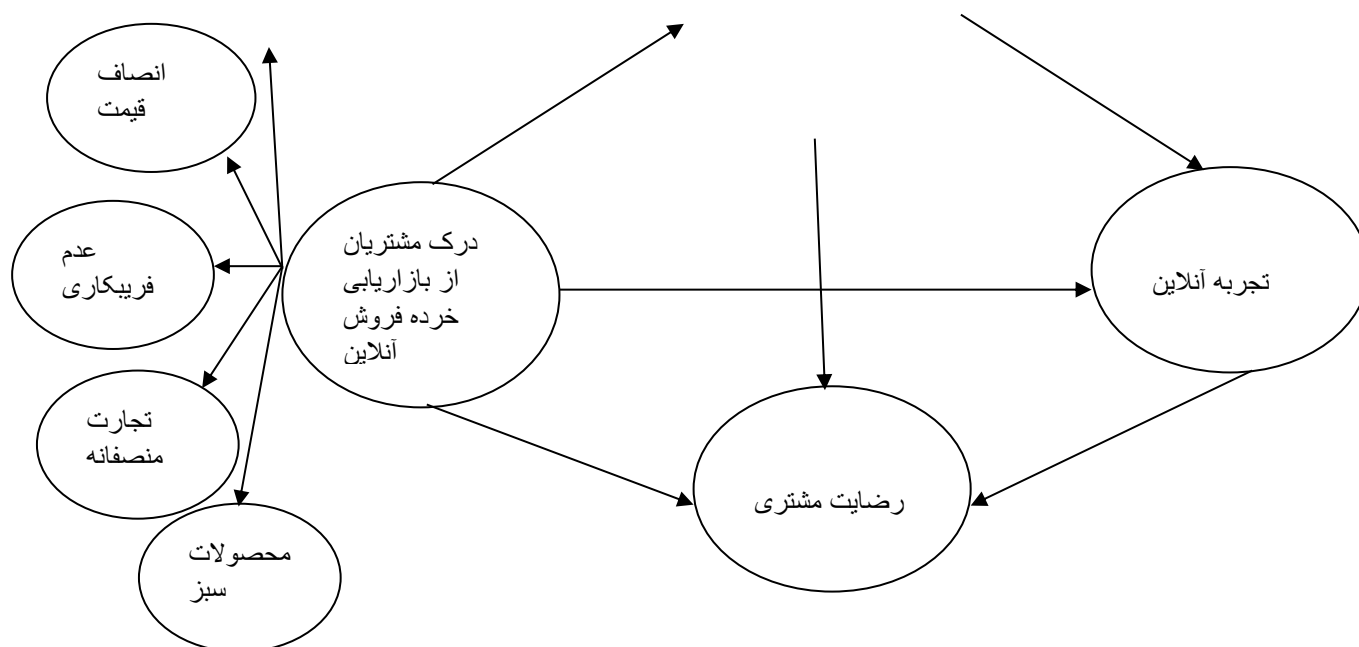 انصاف
قیمت
عدم
فریبکاری
تجارت
منصفانه
محصولات
سبز
درک مشتریان
از بازاریابی
خرده فروش
آنلاین
رضایت مشتری
تجربه آنلاین